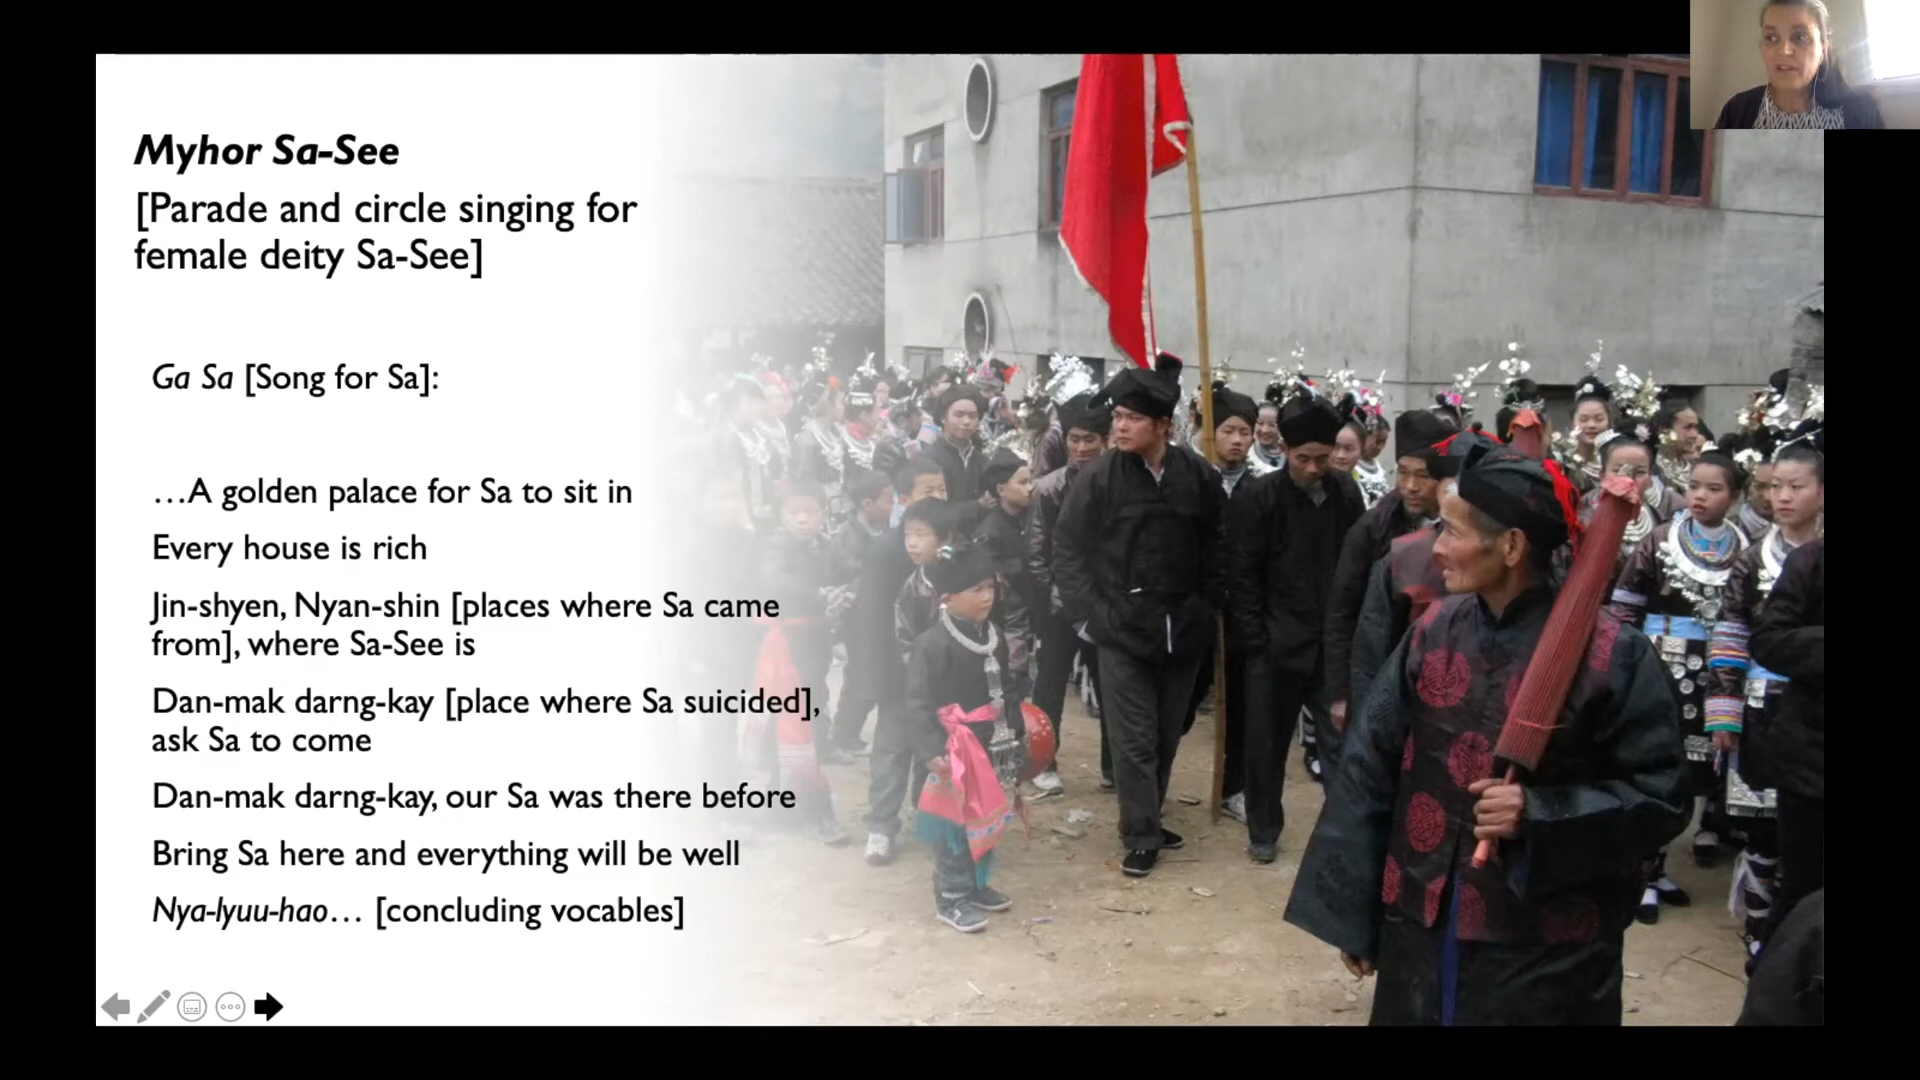 Myhor Sa-See
[Parade and circle singing for
female deity Sa-See]
Ga Sa [Song for Sa]:
…A golden palace for Sa to sit in
Every house is rich
Jin-shyen, Nyan-shin [places where Sa came
from], where Sa-See is
Dan-mak darng-kay [place where Sa suicided],
ask Sa to come
Dan-mak darng-kay, our Sa was there before
Bring Sa here and everything will be well
Nya-lyuu-hao… [concluding vocables]